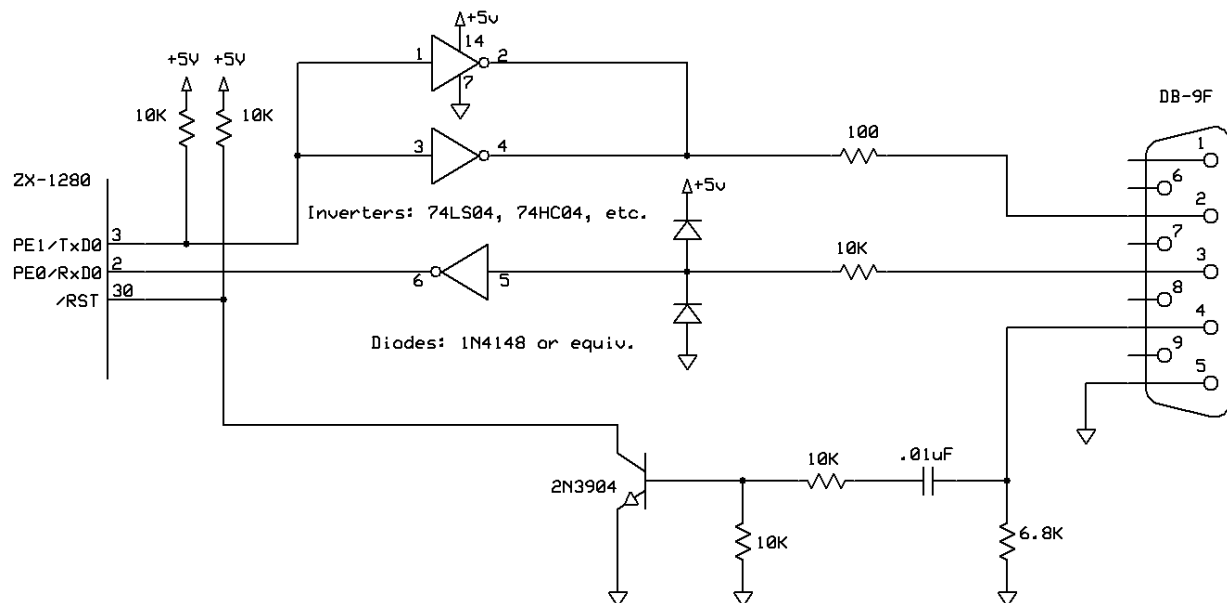 +5v
14
1
2
7
+5V
+5V
10K
10K
DB-9F
3
4
100
1
6
ZX-1280
Inverters: 74LS04, 74HC04, etc.
+5v
2
PE1/TxD0
3
7
PE0/RxD0
2
6
5
10K
3
/RST
30
8
4
Diodes: 1N4148 or equiv.
9
5
2N3904
10K
.01uF
10K
6.8K